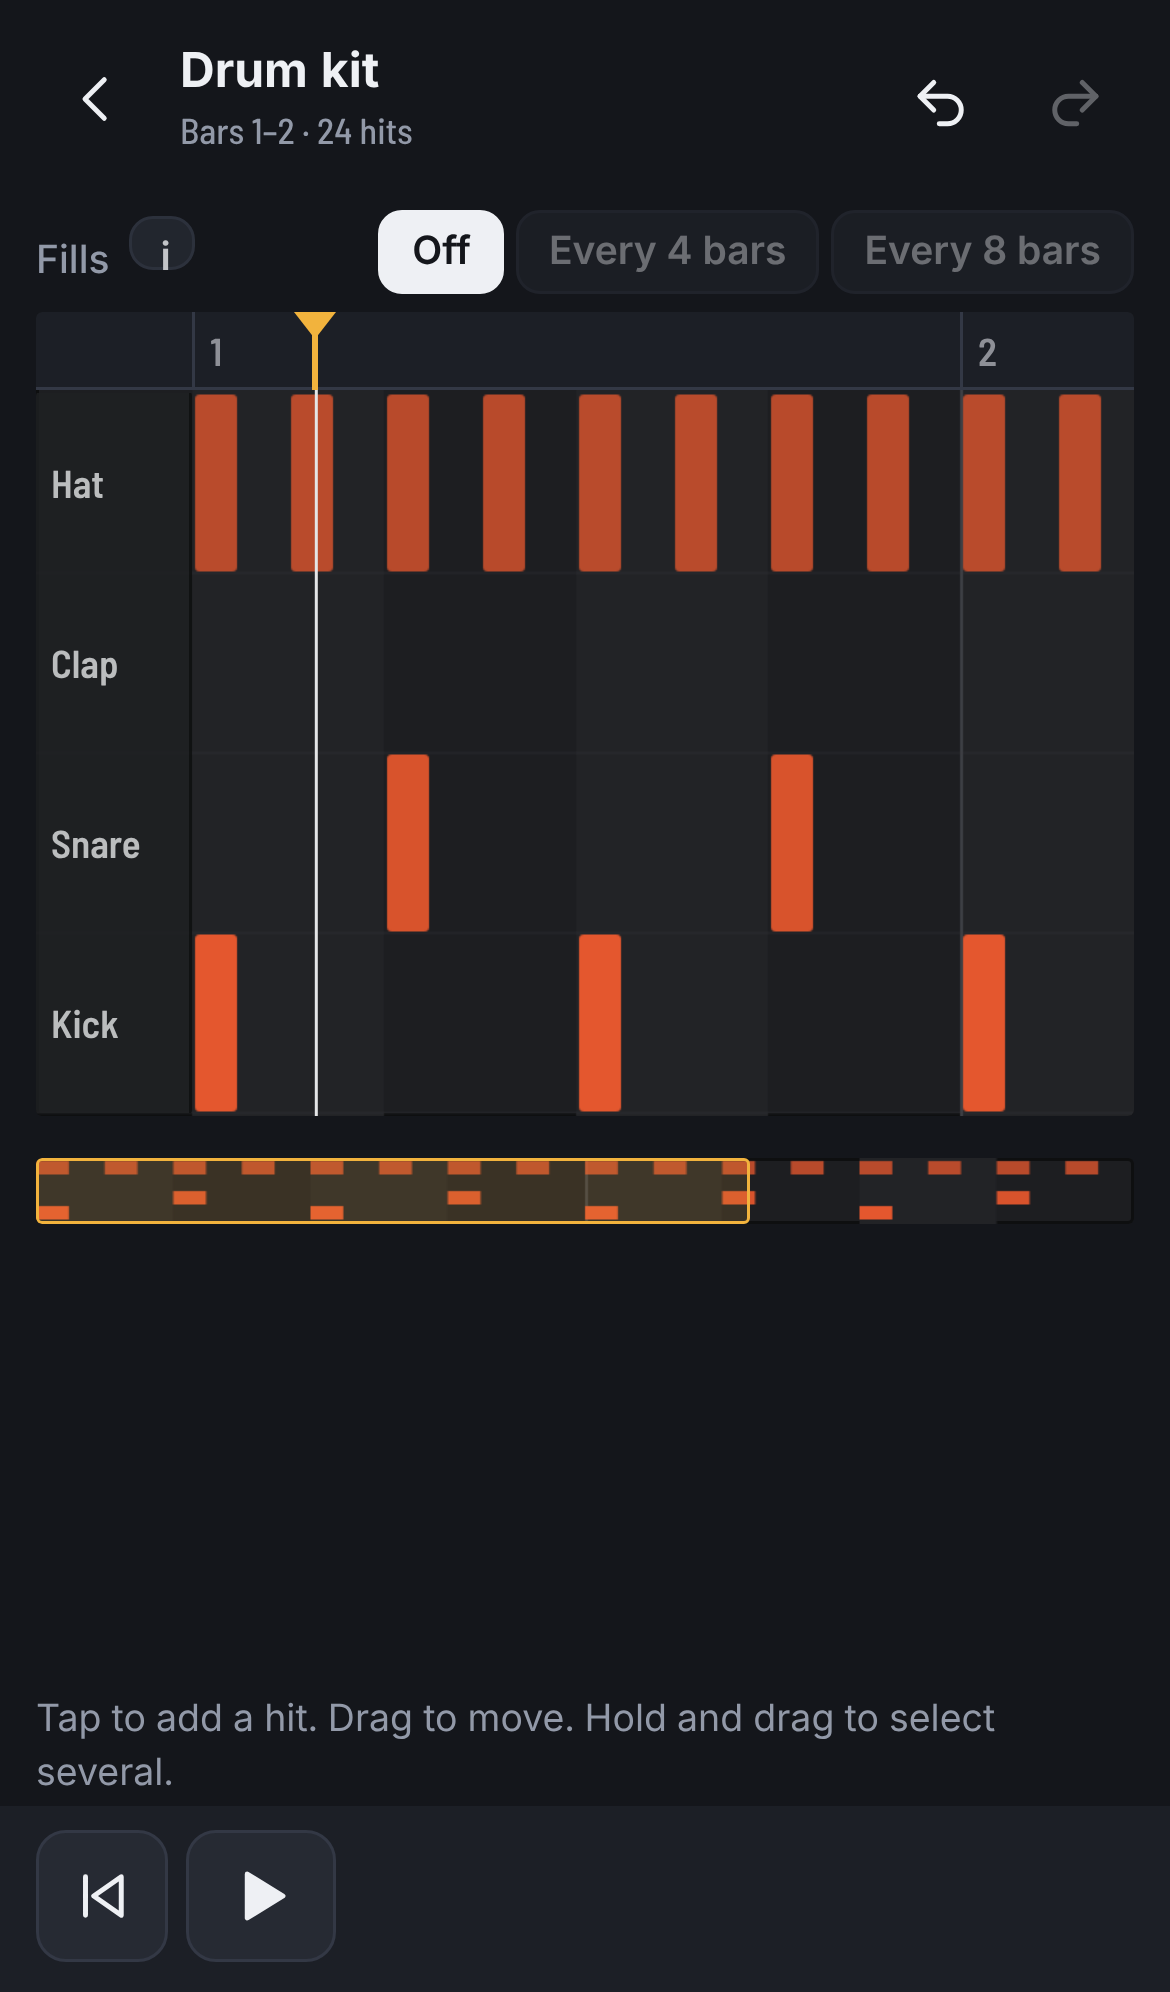 Drum kit
Bars 1–2 · 24 hits
Fills i Off Every 4 bars Every 8 bars
1 2
Hat
Clap
Snare
Kick
Tap to add a hit. Drag to move. Hold and drag to select
several.